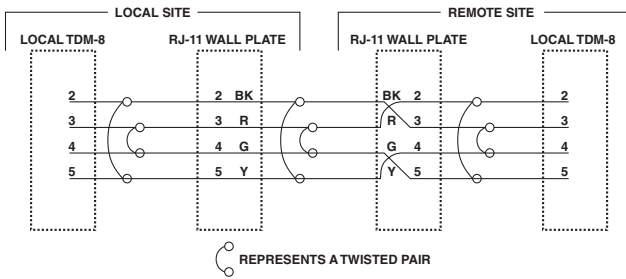 LOCAL SITE REMOTE SITE
LOCAL TDM-8 RJ-11 WALL PLATE RJ-11 WALL PLATE LOCAL TDM-8
2 2 BK BK 2 2
3 3 R R 3 3
4 4 G G 4 4
5 5 Y Y 5 5
REPRESENTS A TWISTED PAIR